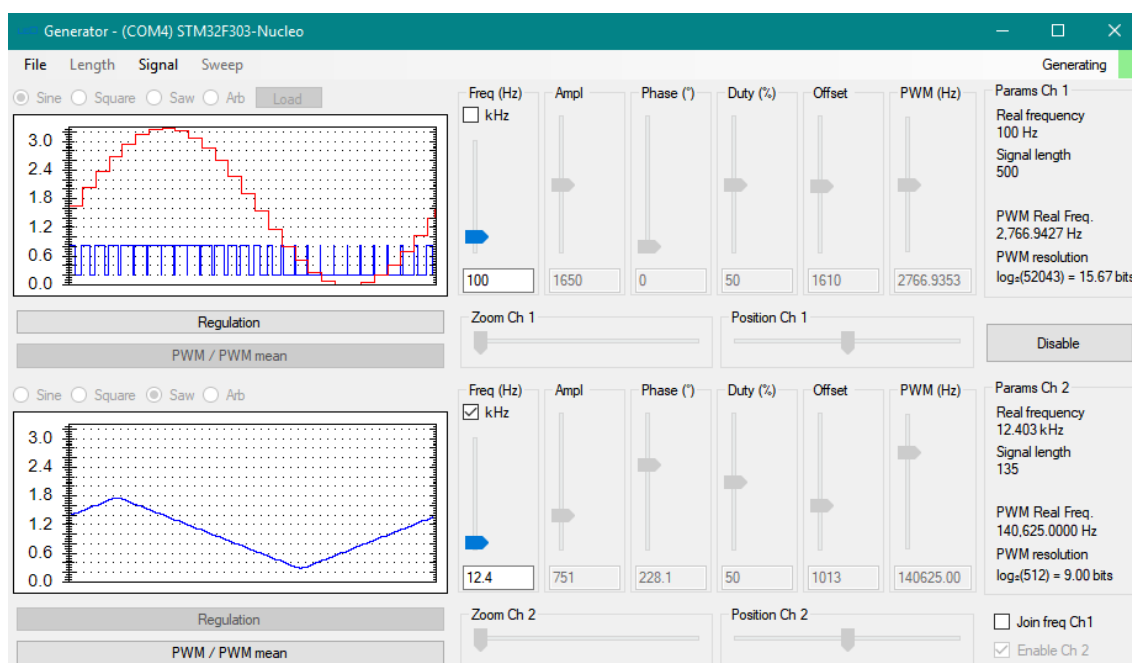 Generator - (COM4) STM32F303-Nucleo
File Length Signal Sweep Generating
Sine Square Saw Arb Load
3.0
2.4
1.8
1.2
0.6
0.0
Freq (Hz) Ampl Phase (°) Duty (%) Offset PWM (Hz)
kHz
100 1650 0 50 1610 2766.9353
Params Ch 1
Real frequency
100 Hz
Signal length
500
PWM Real Freq.
2,766.9427 Hz
PWM resolution
log₂(52043) = 15.67 bits
Regulation
PWM / PWM mean
Zoom Ch 1 Position Ch 1
Disable
Sine Square Saw Arb
3.0
2.4
1.8
1.2
0.6
0.0
Freq (Hz) Ampl Phase (°) Duty (%) Offset PWM (Hz)
kHz
12.4 751 228.1 50 1013 140625.00
Params Ch 2
Real frequency
12.403 kHz
Signal length
135
PWM Real Freq.
140,625.0000 Hz
PWM resolution
log₂(512) = 9.00 bits
Regulation
PWM / PWM mean
Zoom Ch 2 Position Ch 2
Join freq Ch1
Enable Ch 2